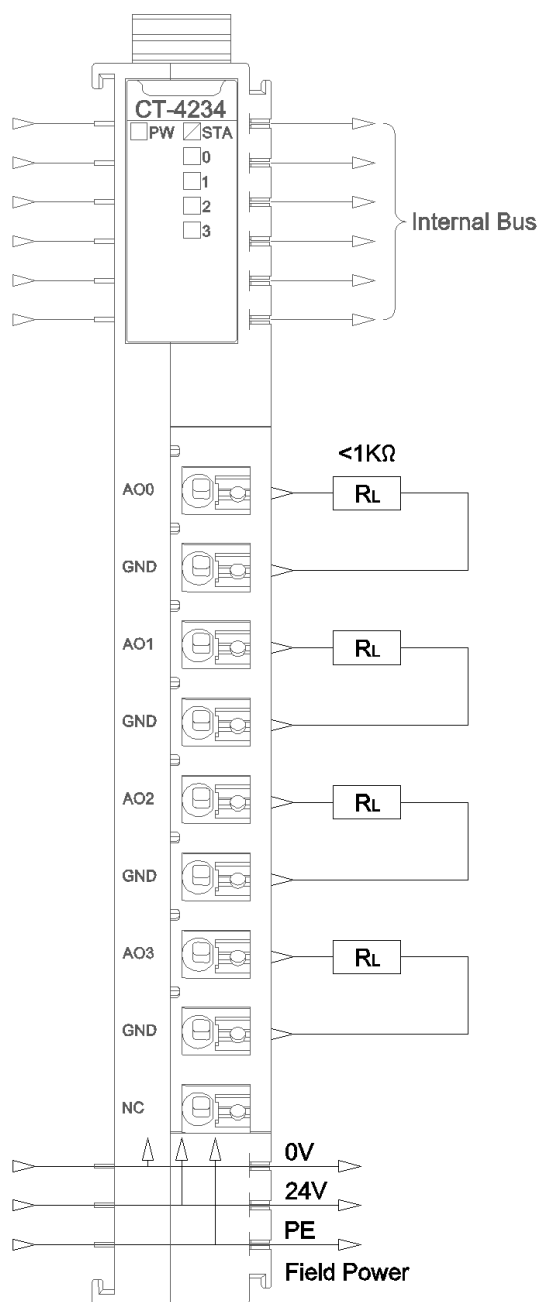 CT-4234
PW STA
0
1
2
3
Internal Bus
<1KΩ
AO0 RL
GND
AO1 RL
GND
AO2 RL
GND
AO3 RL
GND
NC
0V
24V
PE
Field Power